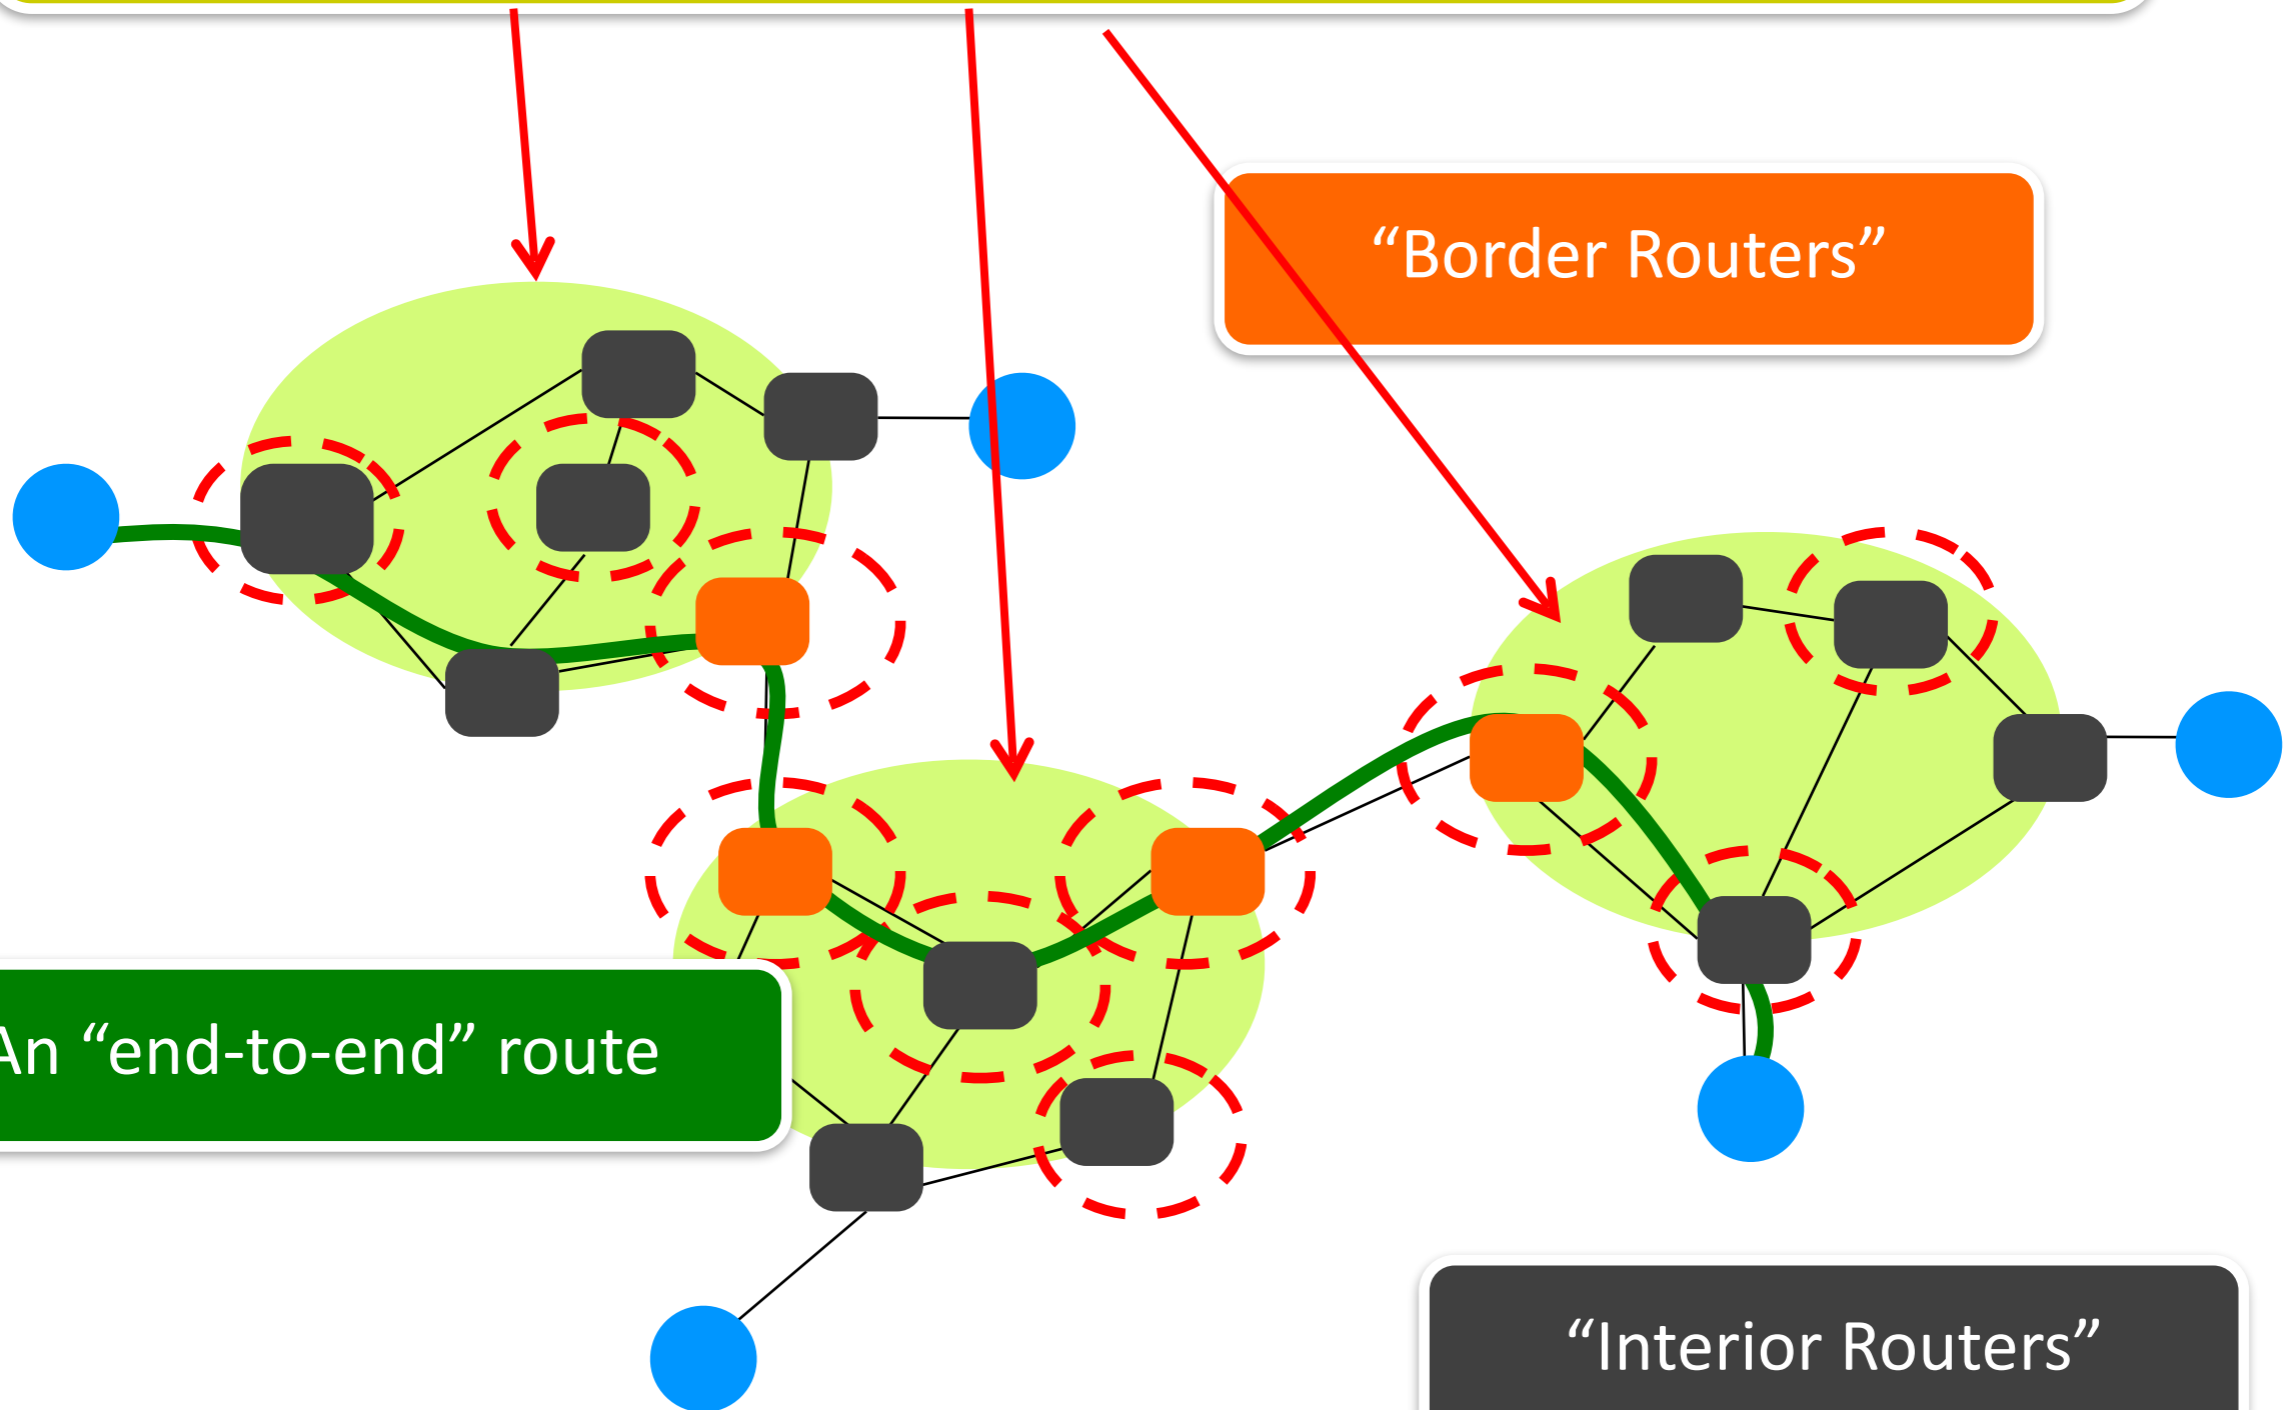 “Border Routers”
An “end-to-end” route
“Interior Routers”